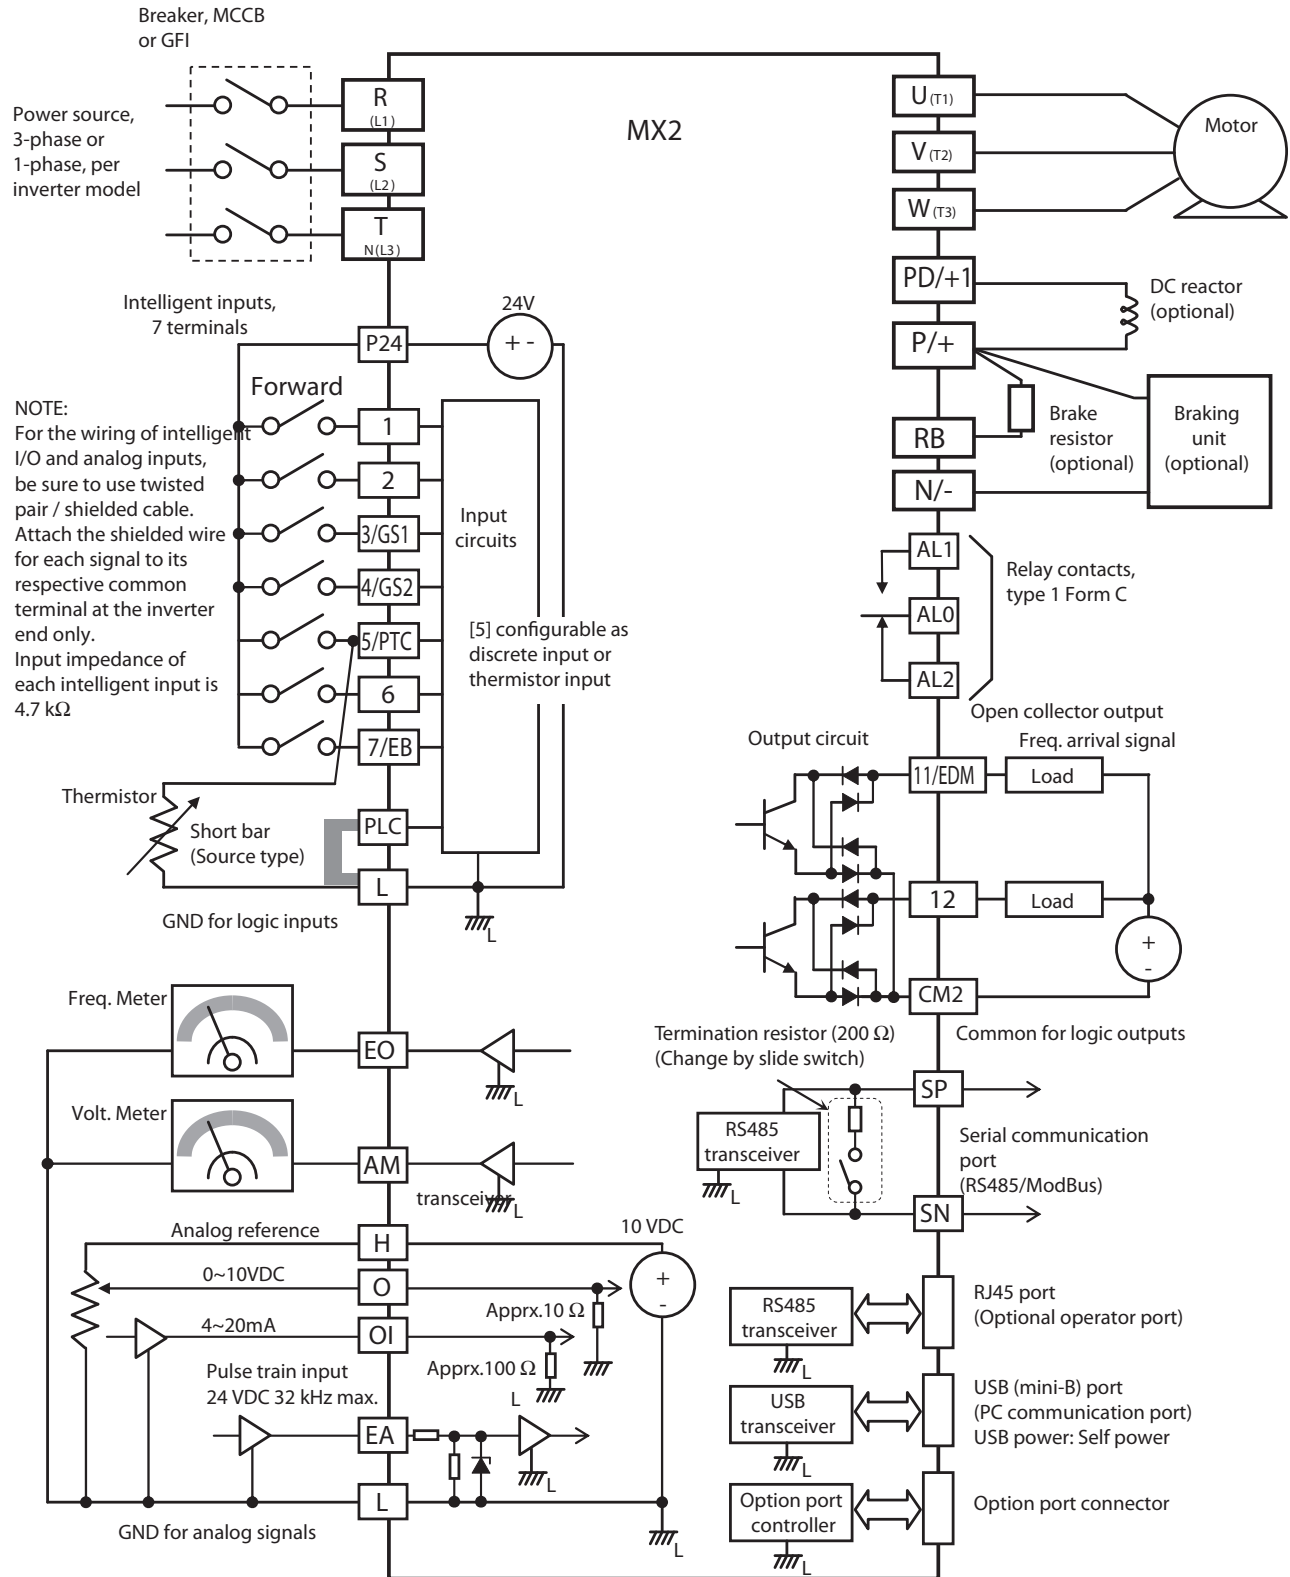 Breaker, MCCB
or GFI
Power source,
3-phase or
1-phase, per
inverter model
R
(L1)
S
(L2)
T
N(L3)
MX2
U (T1)
V (T2)
W (T3)
Motor
PD/+1
P/+
RB
N/-
DC reactor
(optional)
Brake
resistor
(optional)
Braking
unit
(optional)
Intelligent inputs,
7 terminals
24V
+ -
P24
Forward
NOTE:
For the wiring of intelligent
I/O and analog inputs,
be sure to use twisted
pair / shielded cable.
Attach the shielded wire
for each signal to its
respective common
terminal at the inverter
end only.
Input impedance of
each intelligent input is
4.7 kΩ
1
2
3/GS1
4/GS2
5/PTC
6
7/EB
Input
circuits
[5] configurable as
discrete input or
thermistor input
AL1
AL0
AL2
Relay contacts,
type 1 Form C
Thermistor
Short bar
(Source type)
PLC
L
L
GND for logic inputs
Open collector output
Output circuit
Freq. arrival signal
11/EDM
Load
12
Load
+
-
CM2
Common for logic outputs
Freq. Meter
EO
L
Volt. Meter
AM
transceiver
L
Termination resistor (200 Ω)
(Change by slide switch)
SP
RS485
transceiver
L
SN
Serial communication
port
(RS485/ModBus)
Analog reference
H
10 VDC
+
-
0~10VDC
O
Apprx.10 Ω
4~20mA
OI
Apprx.100 Ω
L
Pulse train input
24 VDC 32 kHz max.
EA
L
L
L
GND for analog signals
RS485
transceiver
L
RJ45 port
(Optional operator port)
USB
transceiver
L
USB (mini-B) port
(PC communication port)
USB power: Self power
Option port
controller
L
Option port connector